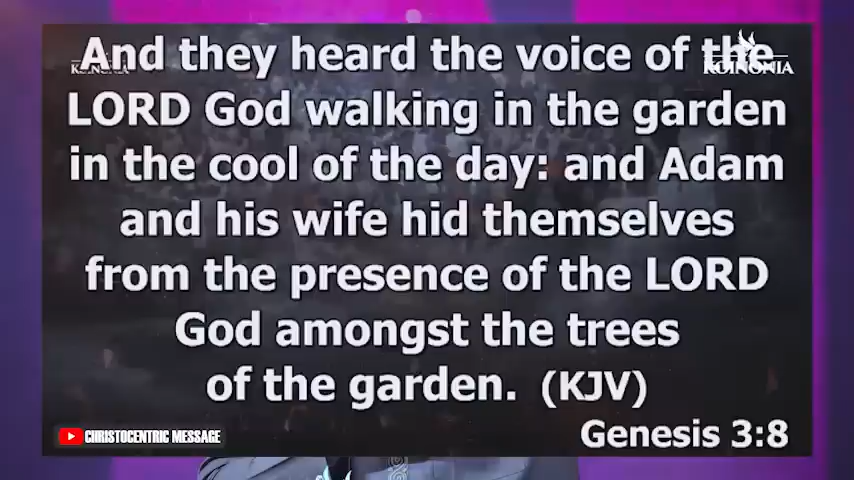 And they heard the voice of the
LORD God walking in the garden
in the cool of the day: and Adam
and his wife hid themselves
from the presence of the LORD
God amongst the trees
of the garden. (KJV)
Genesis 3:8
KOINONIA
KOINONIA
CHRISTOCENTRIC MESSAGE